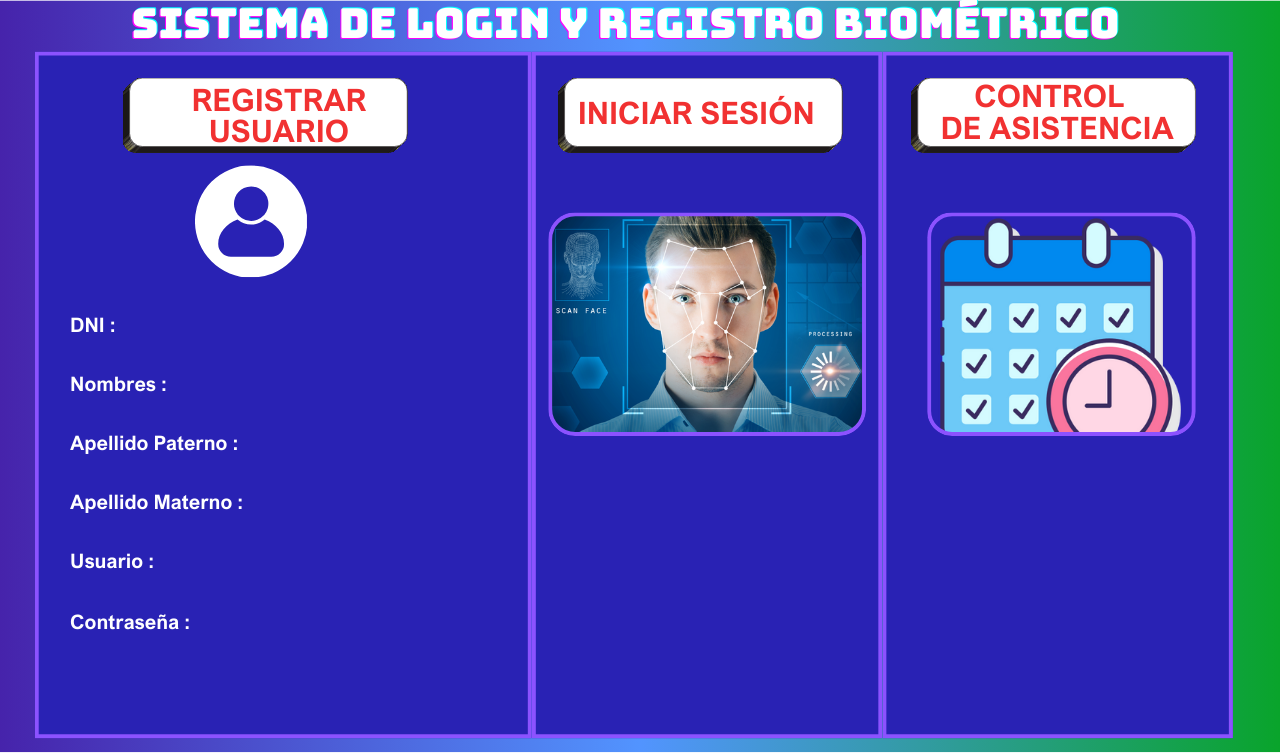 SISTEMA DE LOGIN Y REGISTRO BIOMÉTRICO
REGISTRAR
USUARIO
DNI :
Nombres :
Apellido Paterno :
Apellido Materno :
Usuario :
Contraseña :
INICIAR SESIÓN
SCAN FACE
PROCESSING
CONTROL
DE ASISTENCIA